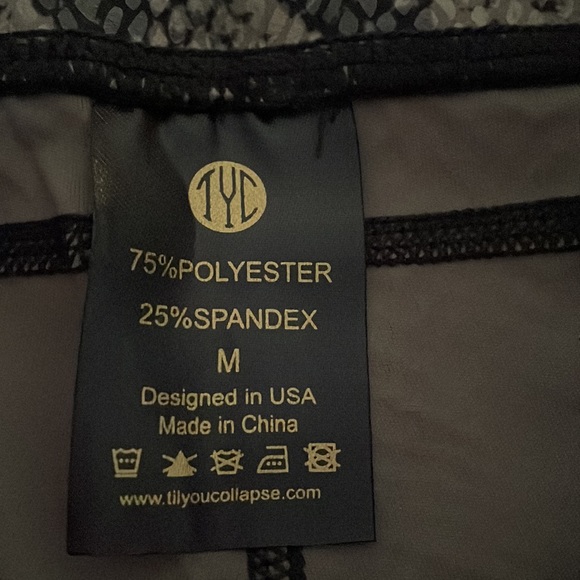 TYC
75%POLYESTER
25%SPANDEX
M
Designed in USA
Made in China
www.tilyoucollapse.com